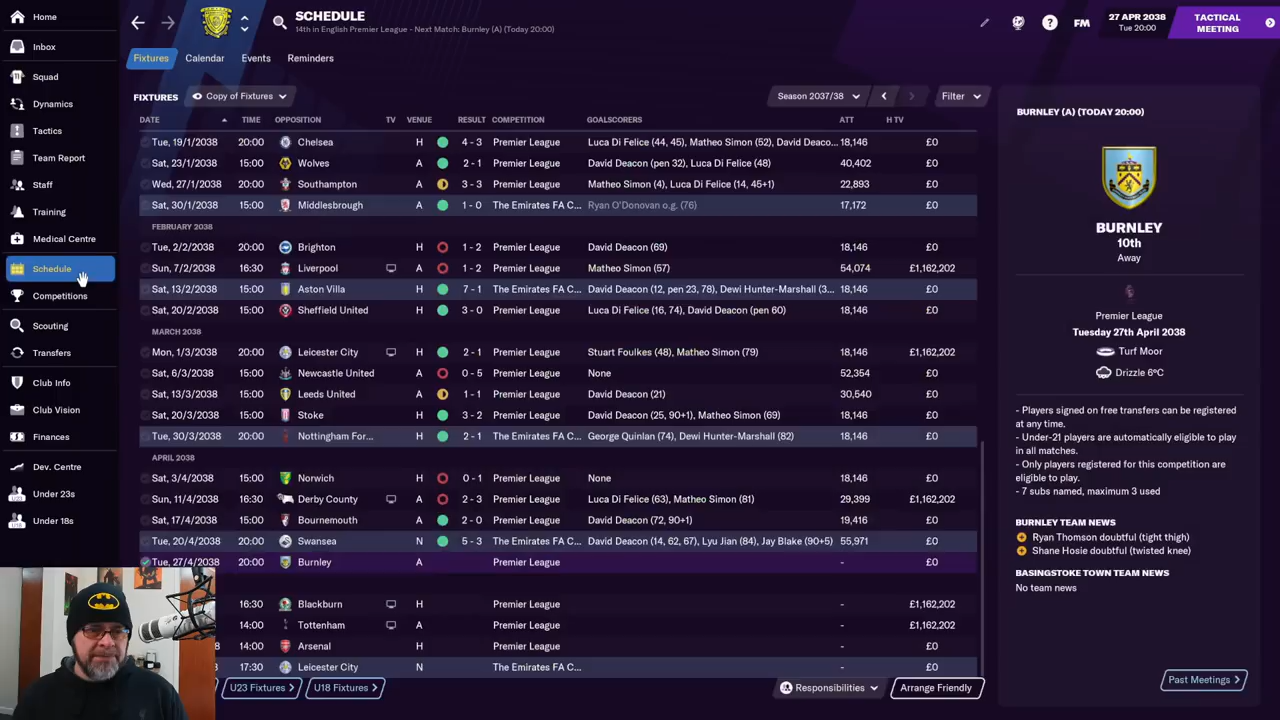 Home
SCHEDULE
14th in English Premier League - Next Match: Burnley (A) (Today 20:00)
FM
27 APR 2038
Tue 20:00
TACTICAL
MEETING
Inbox
Squad
Dynamics
Tactics
Team Report
Staff
Training
Medical Centre
Schedule
Competitions
Scouting
Transfers
Club Info
Club Vision
Finances
Dev. Centre
Under 23s
Under 18s
Fixtures Calendar Events Reminders
FIXTURES Copy of Fixtures Season 2037/38 Filter
DATE TIME OPPOSITION TV VENUE RESULT COMPETITION GOALSCORERS ATT H TV
Tue, 19/1/2038 20:00 Chelsea H 4 - 3 Premier League Luca Di Felice (44, 45), Matheo Simon (52), David Deaco... 18,146 £0
Sat, 23/1/2038 15:00 Wolves A 2 - 1 Premier League David Deacon (pen 32), Luca Di Felice (48) 40,402 £0
Wed, 27/1/2038 20:00 Southampton A 3 - 3 Premier League Matheo Simon (4), Luca Di Felice (14, 45+1) 22,893 £0
Sat, 30/1/2038 15:00 Middlesbrough A 1 - 0 The Emirates FA C... Ryan O'Donovan o.g. (76) 17,172 £0
FEBRUARY 2038
Tue, 2/2/2038 20:00 Brighton H 1 - 2 Premier League David Deacon (69) 18,146 £0
Sun, 7/2/2038 16:30 Liverpool A 1 - 2 Premier League Matheo Simon (57) 54,074 £1,162,202
Sat, 13/2/2038 15:00 Aston Villa H 7 - 1 The Emirates FA C... David Deacon (12, pen 23, 78), Dewi Hunter-Marshall (3... 18,146 £0
Sat, 20/2/2038 15:00 Sheffield United H 3 - 0 Premier League Luca Di Felice (16, 74), David Deacon (pen 60) 18,146 £0
MARCH 2038
Mon, 1/3/2038 20:00 Leicester City H 2 - 1 Premier League Stuart Foulkes (48), Matheo Simon (79) 18,146 £1,162,202
Sat, 6/3/2038 15:00 Newcastle United A 0 - 5 Premier League None 52,354 £0
Sat, 13/3/2038 15:00 Leeds United A 1 - 1 Premier League David Deacon (21) 30,540 £0
Sat, 20/3/2038 15:00 Stoke H 3 - 2 Premier League David Deacon (25, 90+1), Matheo Simon (69) 18,146 £0
Tue, 30/3/2038 20:00 Nottingham For... H 2 - 1 The Emirates FA C... George Quinlan (74), Dewi Hunter-Marshall (82) 18,146 £0
APRIL 2038
Sat, 3/4/2038 15:00 Norwich H 0 - 1 Premier League None 18,146 £0
Sun, 11/4/2038 16:30 Derby County A 2 - 3 Premier League Luca Di Felice (63), Matheo Simon (81) 29,399 £1,162,202
Sat, 17/4/2038 15:00 Bournemouth A 2 - 0 Premier League David Deacon (72, 90+1) 19,416 £0
Tue, 20/4/2038 20:00 Swansea N 5 - 3 The Emirates FA C... David Deacon (14, 62, 67), Lyu Jian (84), Jay Blake (90+5) 55,971 £0
Tue, 27/4/2038 20:00 Burnley A Premier League - £0
16:30 Blackburn H Premier League - £1,162,202
14:00 Tottenham A Premier League - £1,162,202
14:00 Arsenal H Premier League - £0
17:30 Leicester City N The Emirates FA C... - £0
U23 Fixtures U18 Fixtures Responsibilities Arrange Friendly
BURNLEY (A) (TODAY 20:00)
BURNLEY
10th
Away
Premier League
Tuesday 27th April 2038
Turf Moor
Drizzle 6ºC
- Players signed on free transfers can be registered
at any time.
- Under-21 players are automatically eligible to play
in all matches.
- Only players registered for this competition are
eligible to play.
- 7 subs named, maximum 3 used
BURNLEY TEAM NEWS
Ryan Thomson doubtful (tight thigh)
Shane Hosie doubtful (twisted knee)
BASINGSTOKE TOWN TEAM NEWS
No team news
Past Meetings